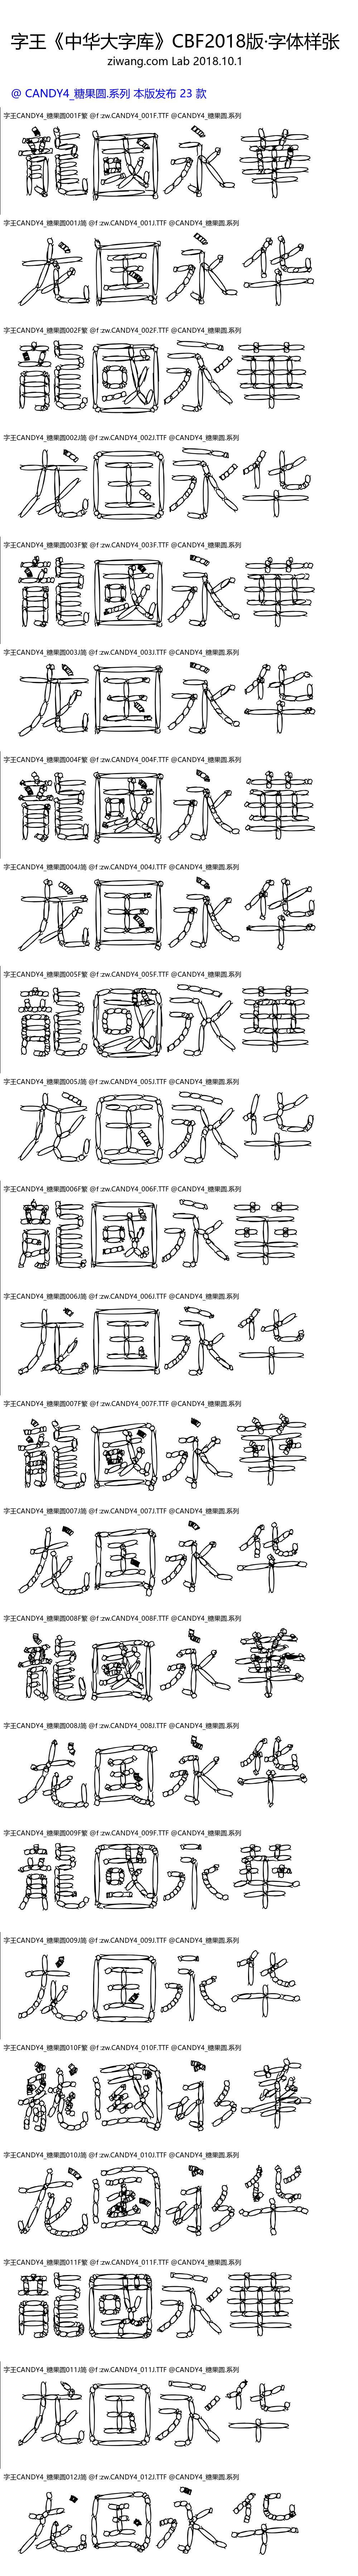 字王《中华大字库》CBF2018版·字体样张
ziwang.com Lab 2018.10.1
@ CANDY4_糖果圆.系列 本版发布 23 款
字王CANDY4_糖果圆001F繁 @f :zw.CANDY4_001F.TTF @CANDY4_糖果圆.系列
龍國永華
字王CANDY4_糖果圆001J简 @f :zw.CANDY4_001J.TTF @CANDY4_糖果圆.系列
龙国永华
字王CANDY4_糖果圆002F繁 @f :zw.CANDY4_002F.TTF @CANDY4_糖果圆.系列
龍國永華
字王CANDY4_糖果圆002J简 @f :zw.CANDY4_002J.TTF @CANDY4_糖果圆.系列
龙国永华
字王CANDY4_糖果圆003F繁 @f :zw.CANDY4_003F.TTF @CANDY4_糖果圆.系列
龍國永華
字王CANDY4_糖果圆003J简 @f :zw.CANDY4_003J.TTF @CANDY4_糖果圆.系列
龙国永华
字王CANDY4_糖果圆004F繁 @f :zw.CANDY4_004F.TTF @CANDY4_糖果圆.系列
龍國永華
字王CANDY4_糖果圆004J简 @f :zw.CANDY4_004J.TTF @CANDY4_糖果圆.系列
龙国永华
字王CANDY4_糖果圆005F繁 @f :zw.CANDY4_005F.TTF @CANDY4_糖果圆.系列
龍國永華
字王CANDY4_糖果圆005J简 @f :zw.CANDY4_005J.TTF @CANDY4_糖果圆.系列
龙国永华
字王CANDY4_糖果圆006F繁 @f :zw.CANDY4_006F.TTF @CANDY4_糖果圆.系列
龍國永華
字王CANDY4_糖果圆006J简 @f :zw.CANDY4_006J.TTF @CANDY4_糖果圆.系列
龙国永华
字王CANDY4_糖果圆007F繁 @f :zw.CANDY4_007F.TTF @CANDY4_糖果圆.系列
龍國永華
字王CANDY4_糖果圆007J简 @f :zw.CANDY4_007J.TTF @CANDY4_糖果圆.系列
龙国永华
字王CANDY4_糖果圆008F繁 @f :zw.CANDY4_008F.TTF @CANDY4_糖果圆.系列
龍國永華
字王CANDY4_糖果圆008J简 @f :zw.CANDY4_008J.TTF @CANDY4_糖果圆.系列
龙国永华
字王CANDY4_糖果圆009F繁 @f :zw.CANDY4_009F.TTF @CANDY4_糖果圆.系列
龍國永華
字王CANDY4_糖果圆009J简 @f :zw.CANDY4_009J.TTF @CANDY4_糖果圆.系列
龙国永华
字王CANDY4_糖果圆010F繁 @f :zw.CANDY4_010F.TTF @CANDY4_糖果圆.系列
龍國永華
字王CANDY4_糖果圆010J简 @f :zw.CANDY4_010J.TTF @CANDY4_糖果圆.系列
龙国永华
字王CANDY4_糖果圆011F繁 @f :zw.CANDY4_011F.TTF @CANDY4_糖果圆.系列
龍國永華
字王CANDY4_糖果圆011J简 @f :zw.CANDY4_011J.TTF @CANDY4_糖果圆.系列
龙国永华
字王CANDY4_糖果圆012J简 @f :zw.CANDY4_012J.TTF @CANDY4_糖果圆.系列
龙国永华